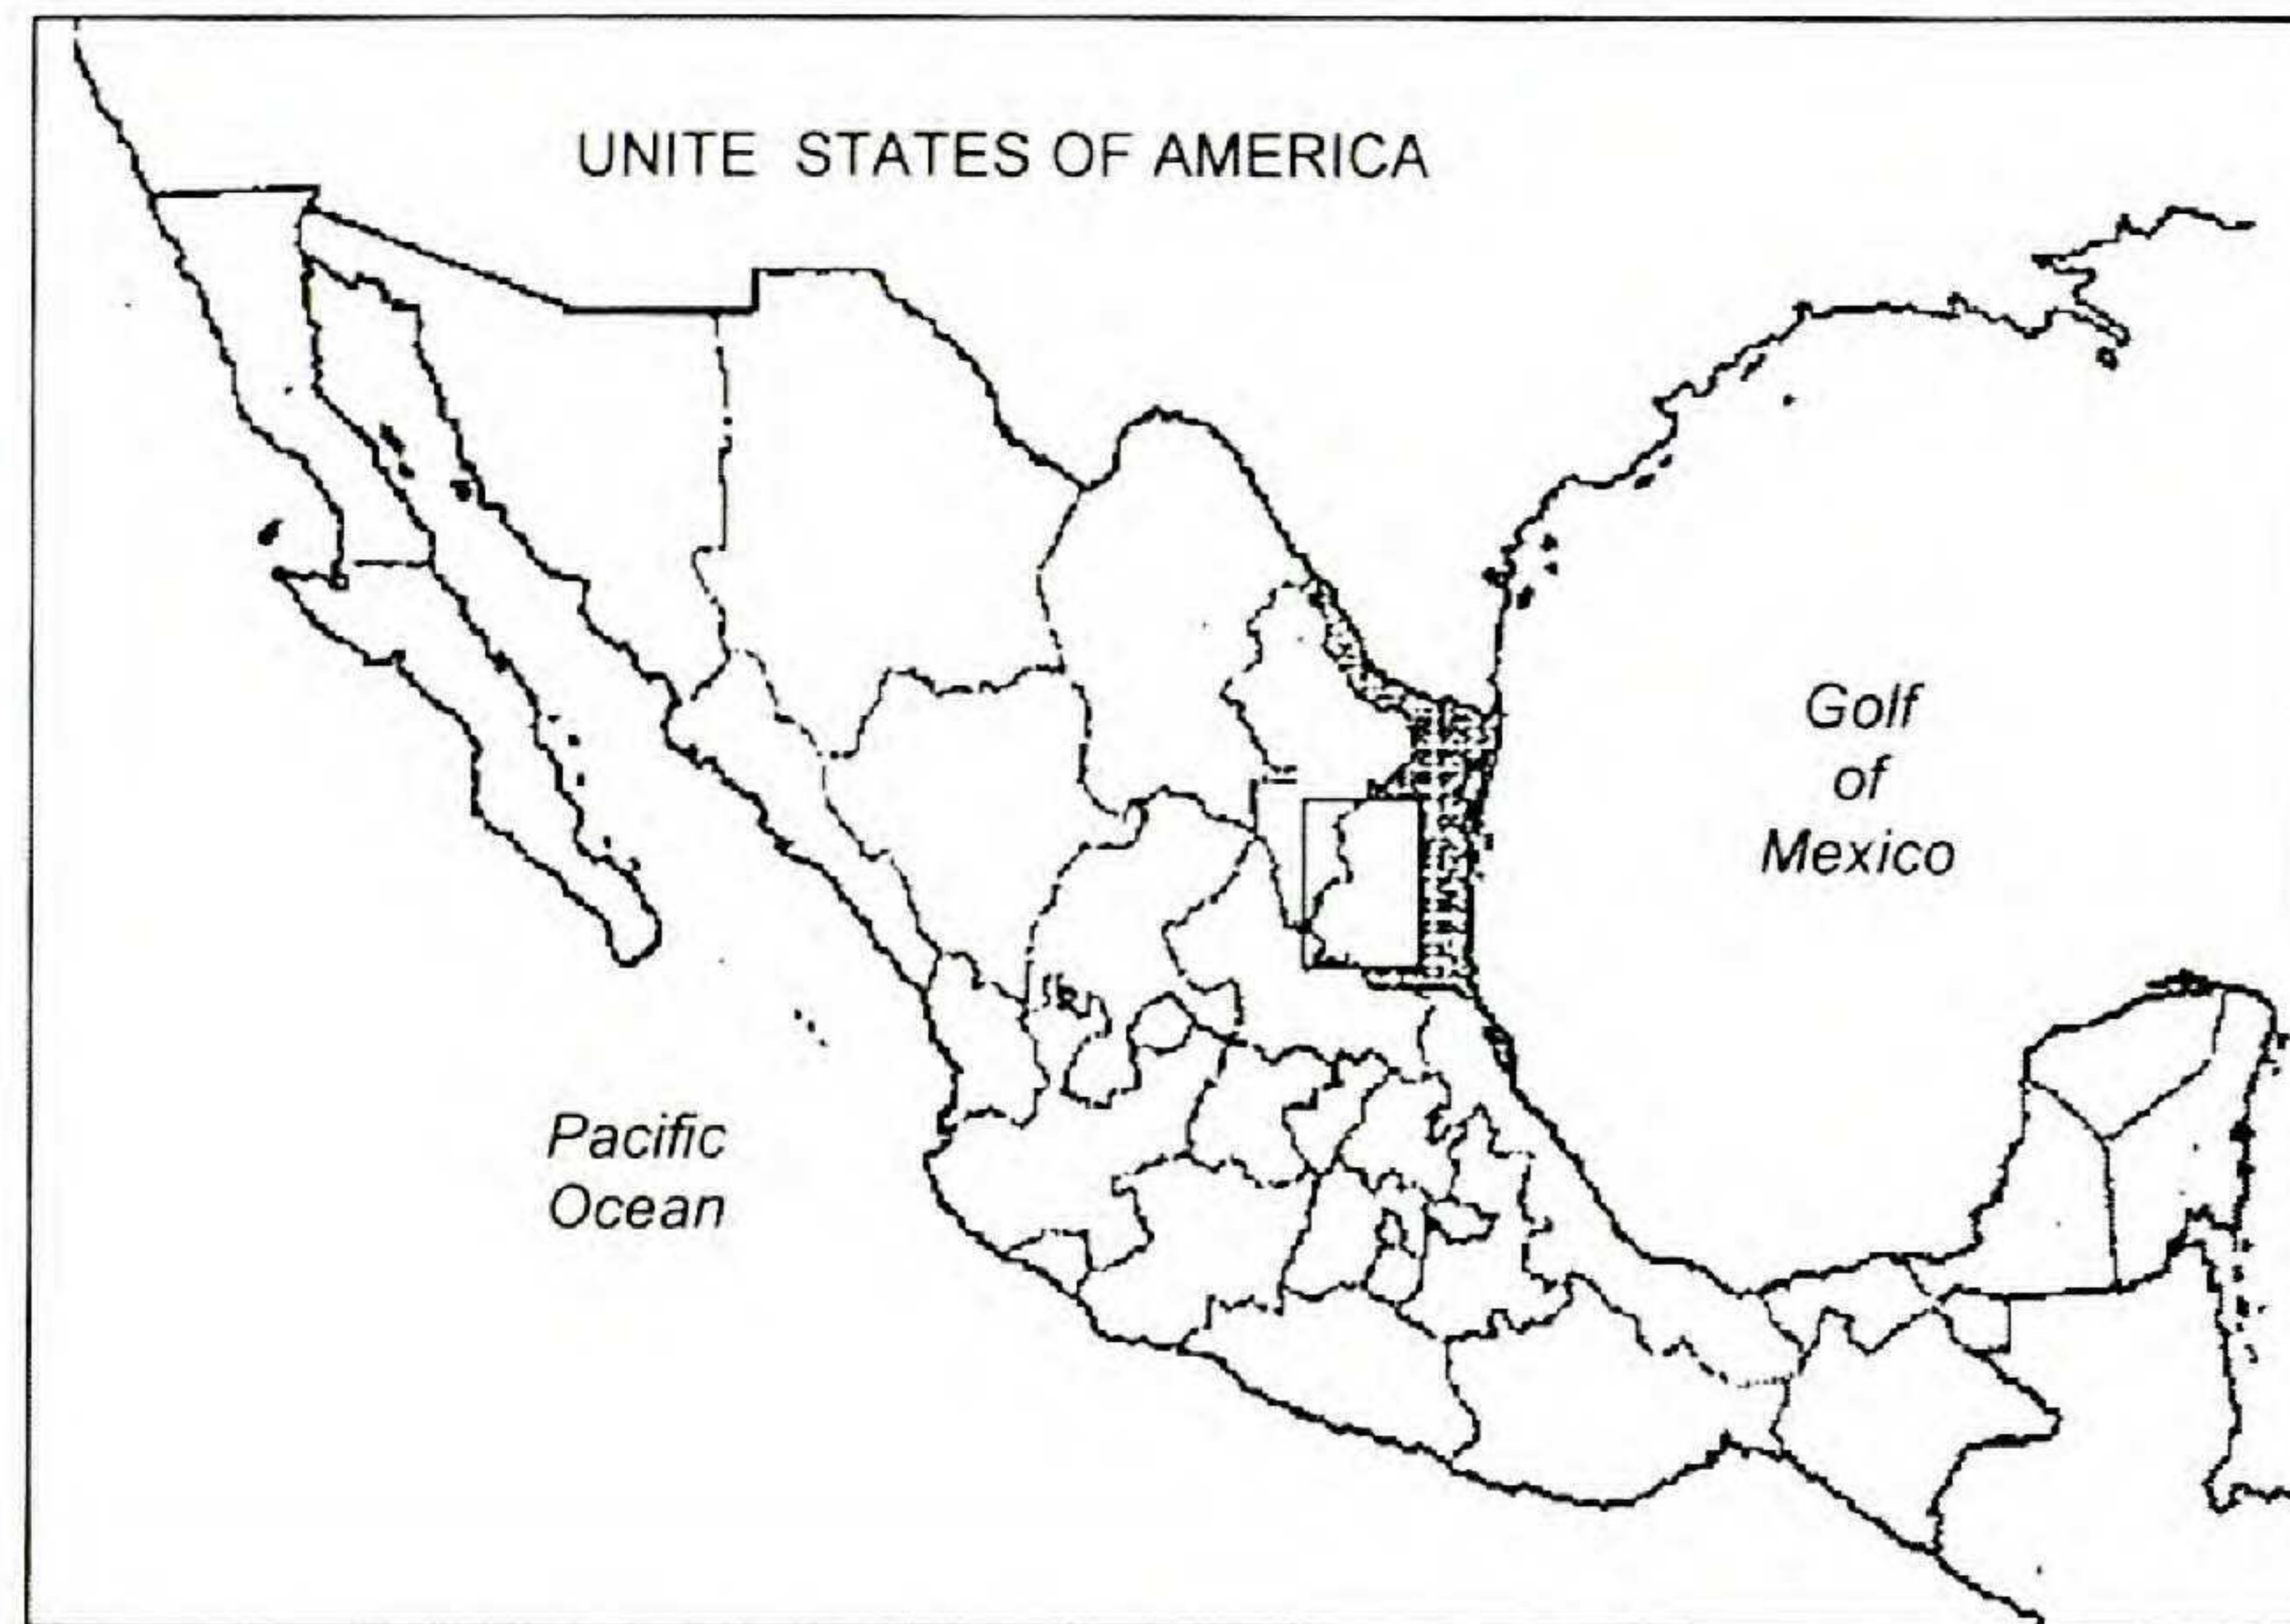 UNITE STATES OF AMERICA
Golf
of
Mexico
Pacific
Ocean